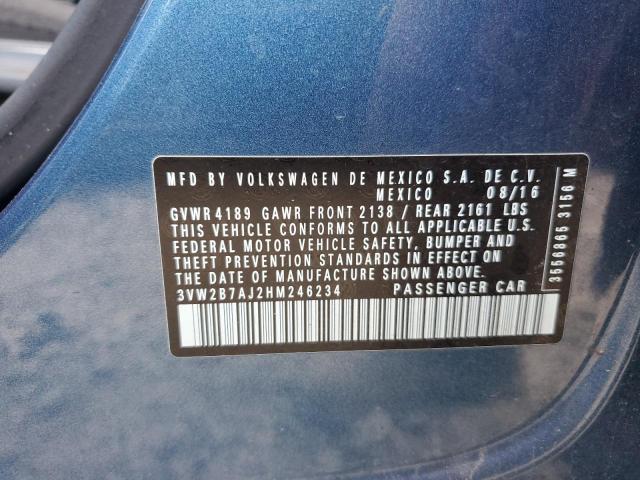 MFD BY VOLKSWAGEN DE MEXICO S.A. DE C.V.
MEXICO 08/16
GVWR 4189 GAWR FRONT 2138 / REAR 2161 LBS
THIS VEHICLE CONFORMS TO ALL APPLICABLE U.S.
FEDERAL MOTOR VEHICLE SAFETY, BUMPER AND
THEFT PREVENTION STANDARDS IN EFFECT ON
THE DATE OF MANUFACTURE SHOWN ABOVE.
3VW2B7AJ2HM246234 PASSENGER CAR
3556865 3156 M